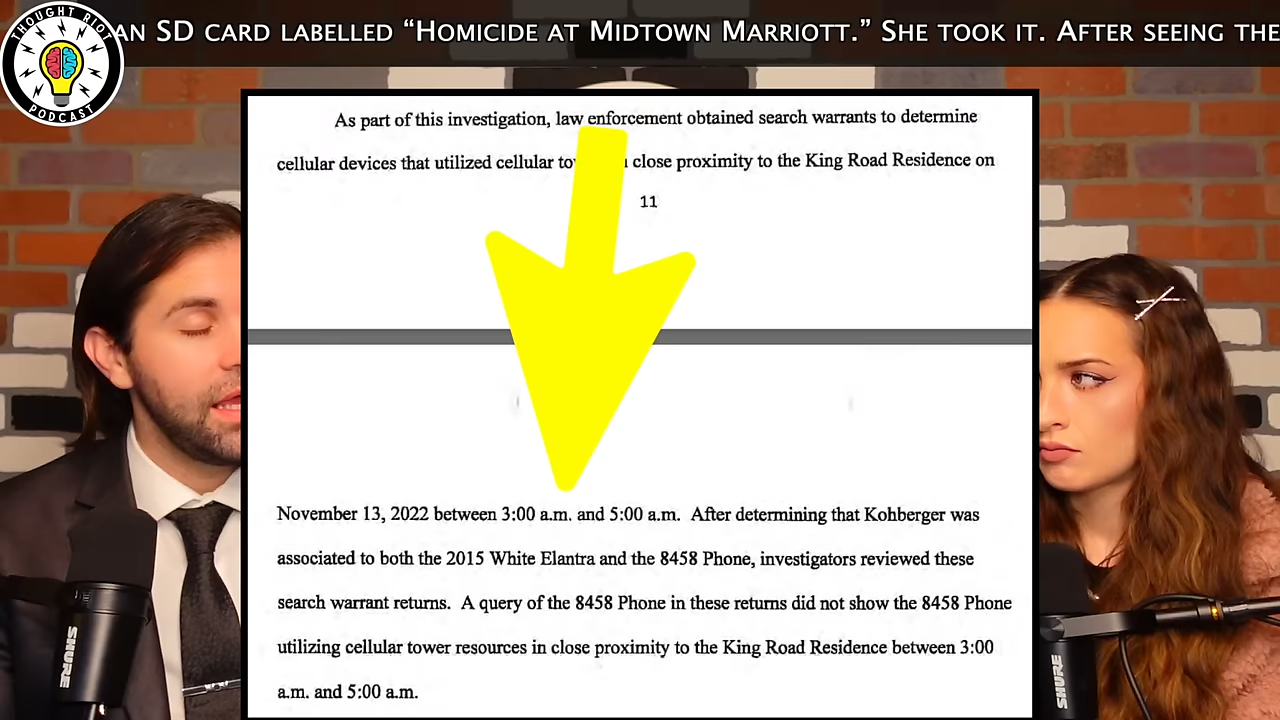 THOUGHT RIOT
PODCAST
AN SD CARD LABELLED “HOMICIDE AT MIDTOWN MARRIOTT.” SHE TOOK IT. AFTER SEEING THE
As part of this investigation, law enforcement obtained search warrants to determine
cellular devices that utilized cellular close proximity to the King Road Residence on
11
November 13, 2022 between 3:00 a.m. and 5:00 a.m. After determining that Kohberger was
associated to both the 2015 White Elantra and the 8458 Phone, investigators reviewed these
search warrant returns. A query of the 8458 Phone in these returns did not show the 8458 Phone
utilizing cellular tower resources in close proximity to the King Road Residence between 3:00
a.m. and 5:00 a.m.
SHURE
SHURE